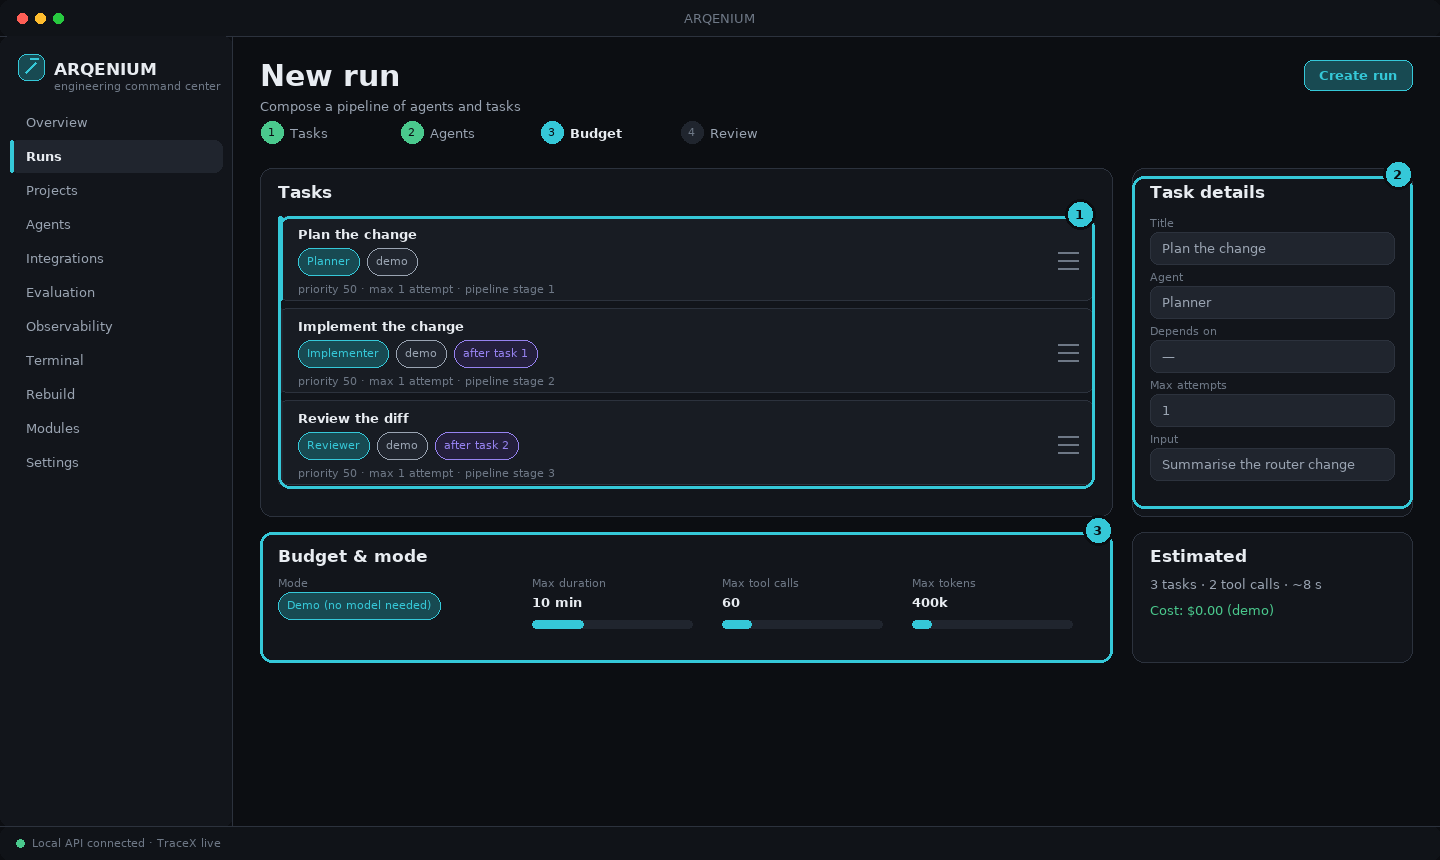 ARQENIUM
ARQENIUM
engineering command center
Overview
Runs
Projects
Agents
Integrations
Evaluation
Observability
Terminal
Rebuild
Modules
Settings
New run
Create run
Compose a pipeline of agents and tasks
1 Tasks 2 Agents 3 Budget 4 Review
Tasks
1
Plan the change
Planner demo
priority 50 · max 1 attempt · pipeline stage 1
Implement the change
Implementer demo after task 1
priority 50 · max 1 attempt · pipeline stage 2
Review the diff
Reviewer demo after task 2
priority 50 · max 1 attempt · pipeline stage 3
2
Task details
Title
Plan the change
Agent
Planner
Depends on
—
Max attempts
1
Input
Summarise the router change
3
Budget & mode
Mode Max duration Max tool calls Max tokens
Demo (no model needed) 10 min 60 400k
Estimated
3 tasks · 2 tool calls · ~8 s
Cost: $0.00 (demo)
Local API connected · TraceX live